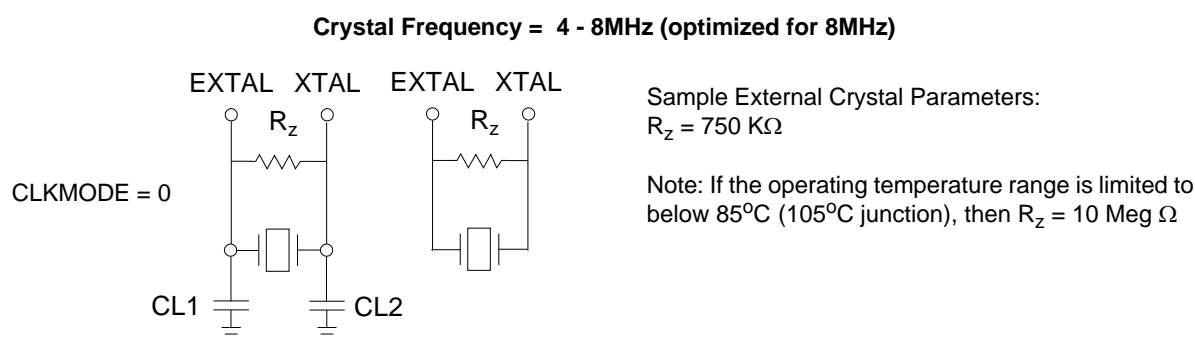 Crystal Frequency = 4 - 8MHz (optimized for 8MHz)
EXTAL XTAL
EXTAL XTAL
Rz
Rz
CLKMODE = 0
CL1
CL2
Sample External Crystal Parameters:
Rz = 750 KΩ
Note: If the operating temperature range is limited to
below 85oC (105oC junction), then Rz = 10 Meg Ω